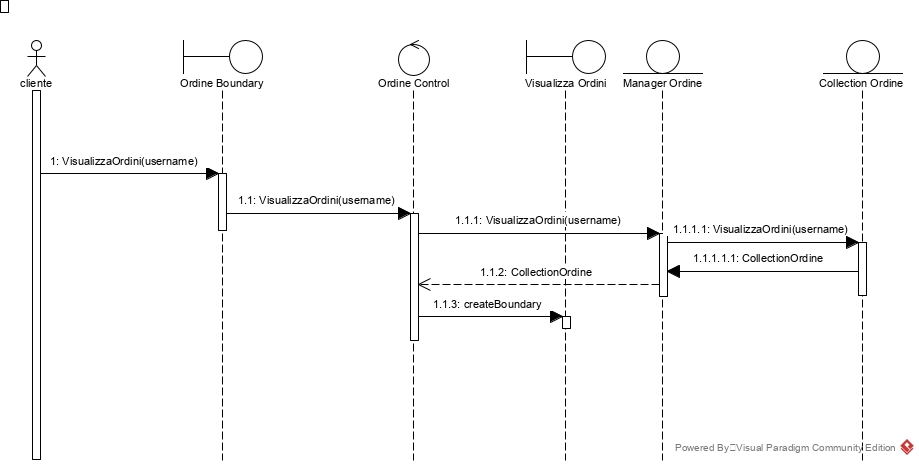 cliente
Ordine Boundary
Ordine Control
Visualizza Ordini
Manager Ordine
Collection Ordine
1: VisualizzaOrdini(username)
1.1: VisualizzaOrdini(username)
1.1.1: VisualizzaOrdini(username)
1.1.1.1: VisualizzaOrdini(username)
1.1.1.1.1: CollectionOrdine
1.1.2: CollectionOrdine
1.1.3: createBoundary
Powered By Visual Paradigm Community Edition